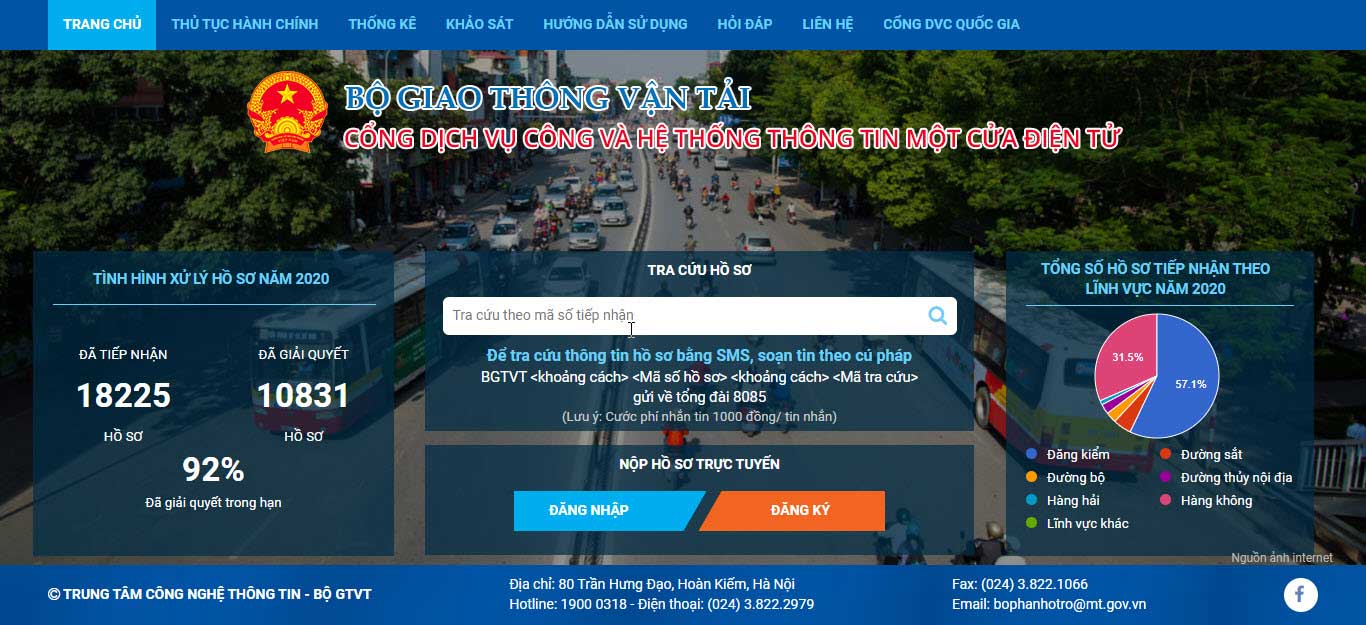 TRANG CHỦ THỦ TỤC HÀNH CHÍNH THỐNG KÊ KHẢO SÁT HƯỚNG DẪN SỬ DỤNG HỎI ĐÁP LIÊN HỆ CỔNG DVC QUỐC GIA
BỘ GIAO THÔNG VẬN TẢI
CỔNG DỊCH VỤ CÔNG VÀ HỆ THỐNG THÔNG TIN MỘT CỬA ĐIỆN TỬ
TÌNH HÌNH XỬ LÝ HỒ SƠ NĂM 2020
ĐÃ TIẾP NHẬN ĐÃ GIẢI QUYẾT
18225 10831
HỒ SƠ HỒ SƠ
92%
Đã giải quyết trong hạn
TRA CỨU HỒ SƠ
Tra cứu theo mã số tiếp nhận
Để tra cứu thông tin hồ sơ bằng SMS, soạn tin theo cú pháp
BGTVT <khoảng cách> <Mã số hồ sơ> <khoảng cách> <Mã tra cứu>
gửi về tổng đài 8085
(Lưu ý: Cước phí nhắn tin 1000 đồng/ tin nhắn)
NỘP HỒ SƠ TRỰC TUYẾN
ĐĂNG NHẬP ĐĂNG KÝ
TỔNG SỐ HỒ SƠ TIẾP NHẬN THEO
LĨNH VỰC NĂM 2020
31.5%
57.1%
Đăng kiểm Đường sắt
Đường bộ Đường thủy nội địa
Hàng hải Hàng không
Lĩnh vực khác
Nguồn ảnh internet
© TRUNG TÂM CÔNG NGHỆ THÔNG TIN - BỘ GTVT
Địa chỉ: 80 Trần Hưng Đạo, Hoàn Kiếm, Hà Nội
Hotline: 1900 0318 - Điện thoại: (024) 3.822.2979
Fax: (024) 3.822.1066
Email: bophanhotro@mt.gov.vn